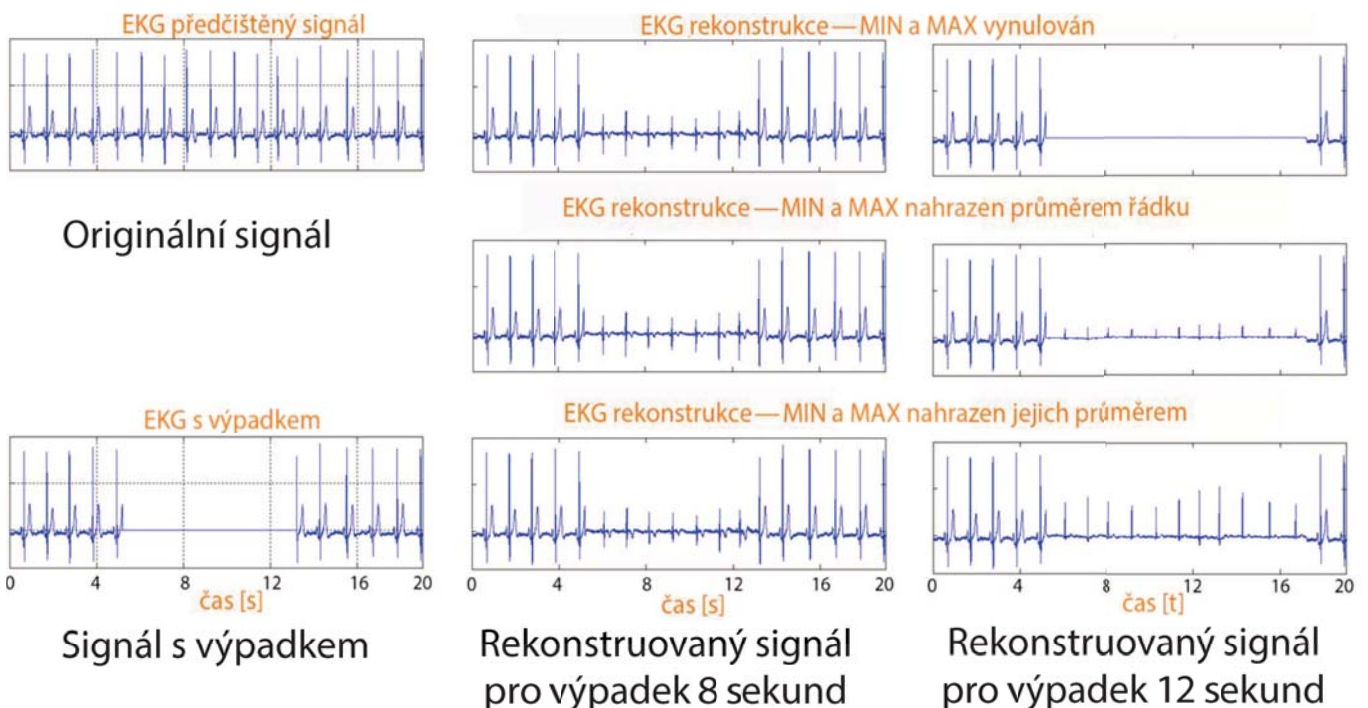 EKG předčištěný signál
EKG rekonstrukce—MIN a MAX vynulován
Originální signál
EKG rekonstrukce—MIN a MAX nahrazen průměrem řádku
EKG s výpadkem
EKG rekonstrukce—MIN a MAX nahrazen jejich průměrem
0 4 8 12 16 20
0 4 8 12 16 20
0 4 8 12 16 20
čas [s]
čas [s]
čas [t]
Signál s výpadkem
Rekonstruovaný signál
pro výpadek 8 sekund
Rekonstruovaný signál
pro výpadek 12 sekund